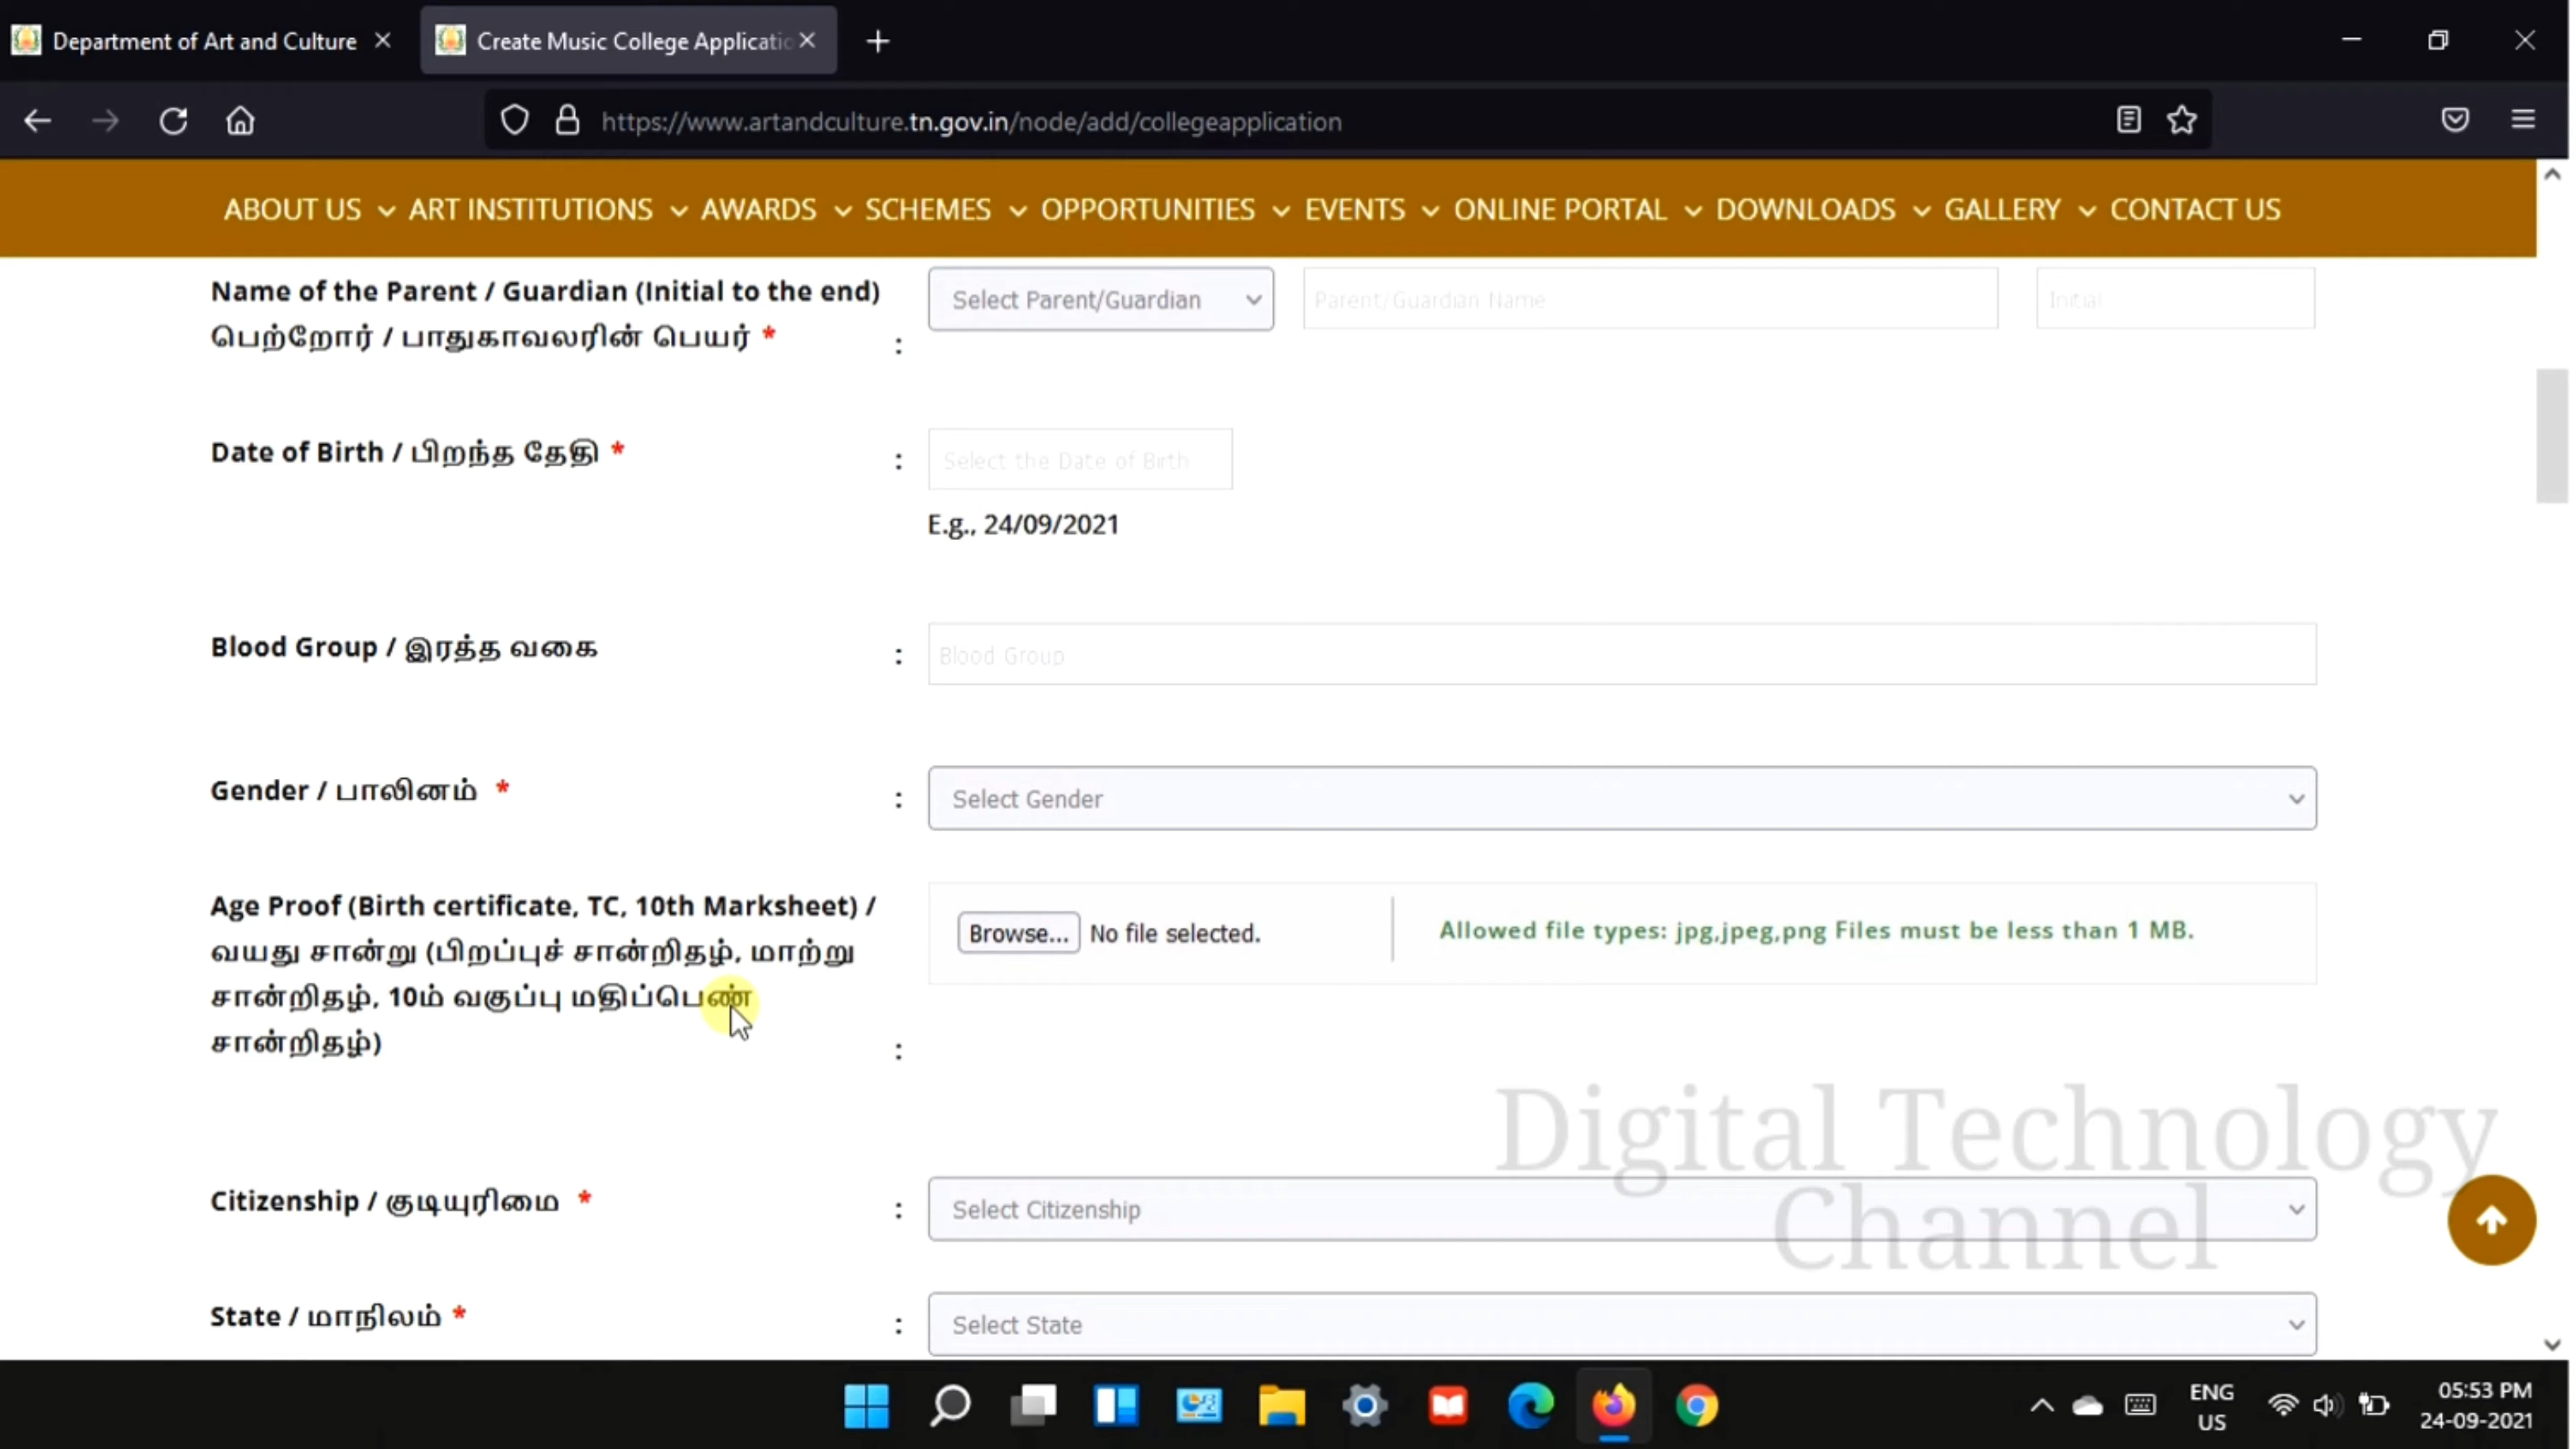 Department of Art and Culture
Create Music College Applicatio
https://www.artandculture.tn.gov.in/node/add/collegeapplication
ABOUT US ART INSTITUTIONS AWARDS SCHEMES OPPORTUNITIES EVENTS ONLINE PORTAL DOWNLOADS GALLERY CONTACT US
Name of the Parent / Guardian (Initial to the end)
பெற்றோர் / பாதுகாவலரின் பெயர் * :
Select Parent/Guardian Parent/Guardian Name Initial
Date of Birth / பிறந்த தேதி * : Select the Date of Birth
E.g., 24/09/2021
Blood Group / இரத்த வகை : Blood Group
Gender / பாலினம் * : Select Gender
Age Proof (Birth certificate, TC, 10th Marksheet) /
வயது சான்று (பிறப்புச் சான்றிதழ், மாற்று
சான்றிதழ், 10ம் வகுப்பு மதிப்பெண்
சான்றிதழ்) :
Browse... No file selected. Allowed file types: jpg,jpeg,png Files must be less than 1 MB.
Digital Technology
Channel
Citizenship / குடியுரிமை * : Select Citizenship
State / மாநிலம் * : Select State
ENG
US
05:53 PM
24-09-2021